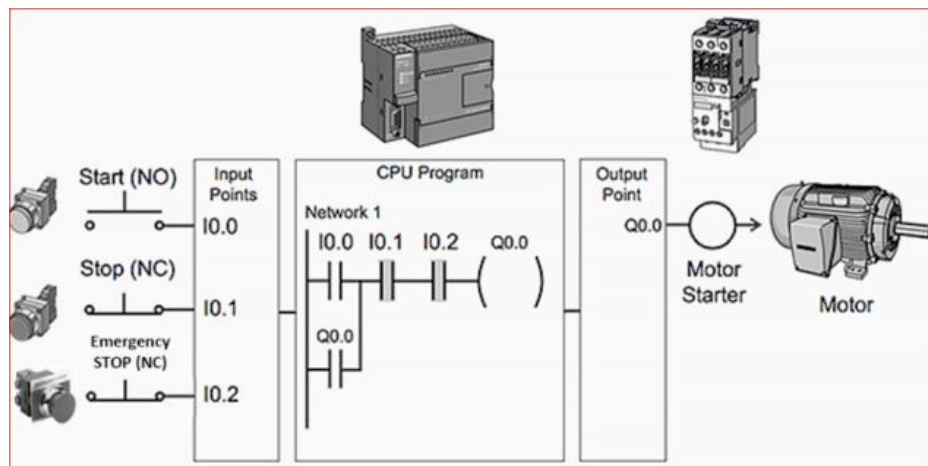 Start (NO)
Stop (NC)
Emergency
STOP (NC)
Input
Points
I0.0
I0.1
I0.2
CPU Program
Network 1
I0.0 I0.1 I0.2 Q0.0
Q0.0
Output
Point
Q0.0
Motor
Starter
Motor